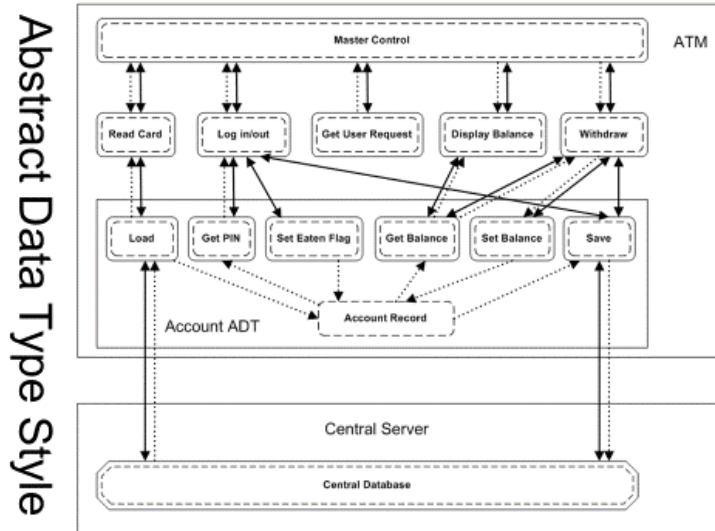 Abstract Data Type Style
ATM
Master Control
Read Card
Log in/out
Get User Request
Display Balance
Withdraw
Load
Get PIN
Set Eaten Flag
Get Balance
Set Balance
Save
Account Record
Account ADT
Central Server
Central Database